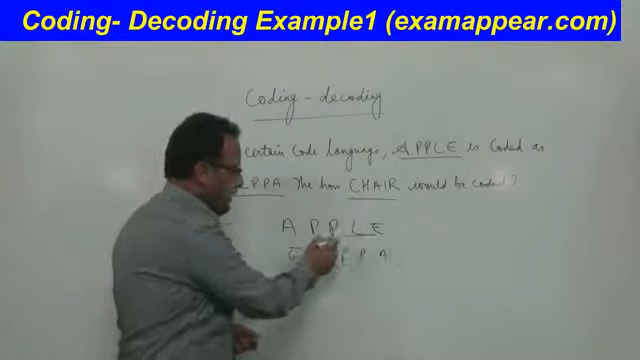 Coding- Decoding Example1 (examappear.com)
Coding - decoding
certain Code language, APPLE is Coded as
PPA the how CHAIR would be coded?
A P P L E
E P P A